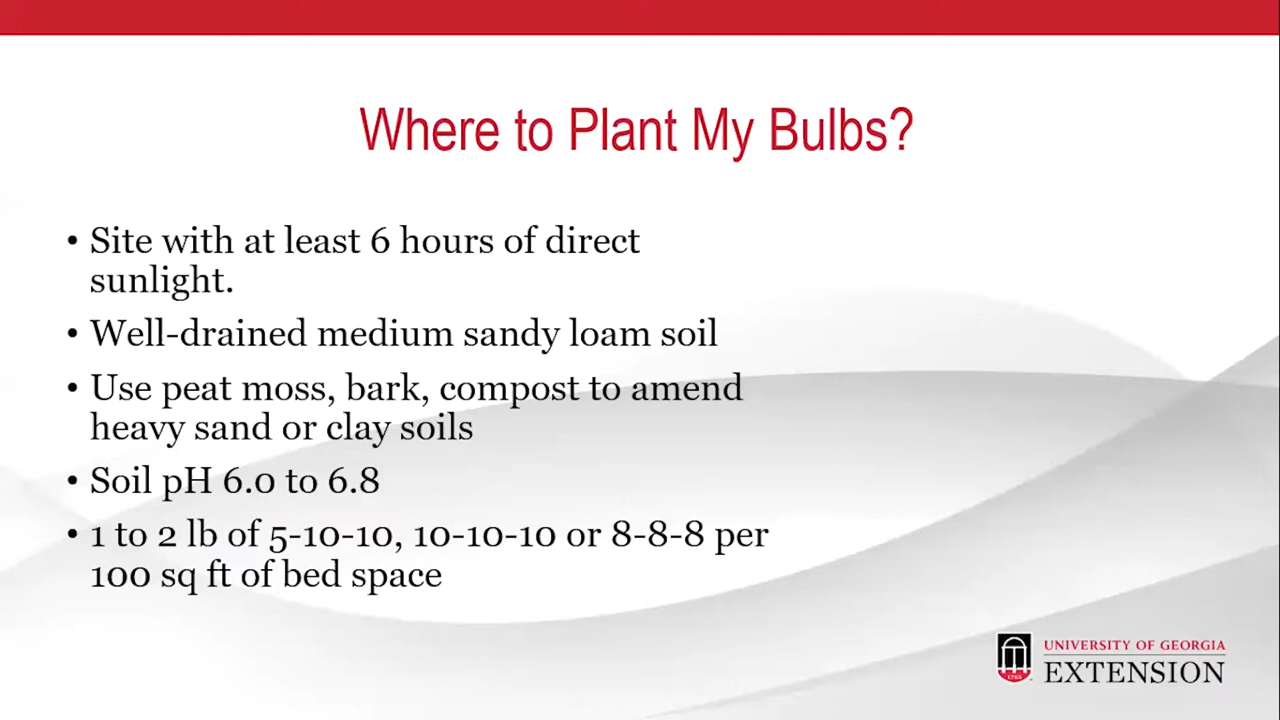 Where to Plant My Bulbs?
• Site with at least 6 hours of direct
sunlight.
• Well-drained medium sandy loam soil
• Use peat moss, bark, compost to amend
heavy sand or clay soils
• Soil pH 6.0 to 6.8
• 1 to 2 lb of 5-10-10, 10-10-10 or 8-8-8 per
100 sq ft of bed space
1785
UNIVERSITY OF GEORGIA
EXTENSION